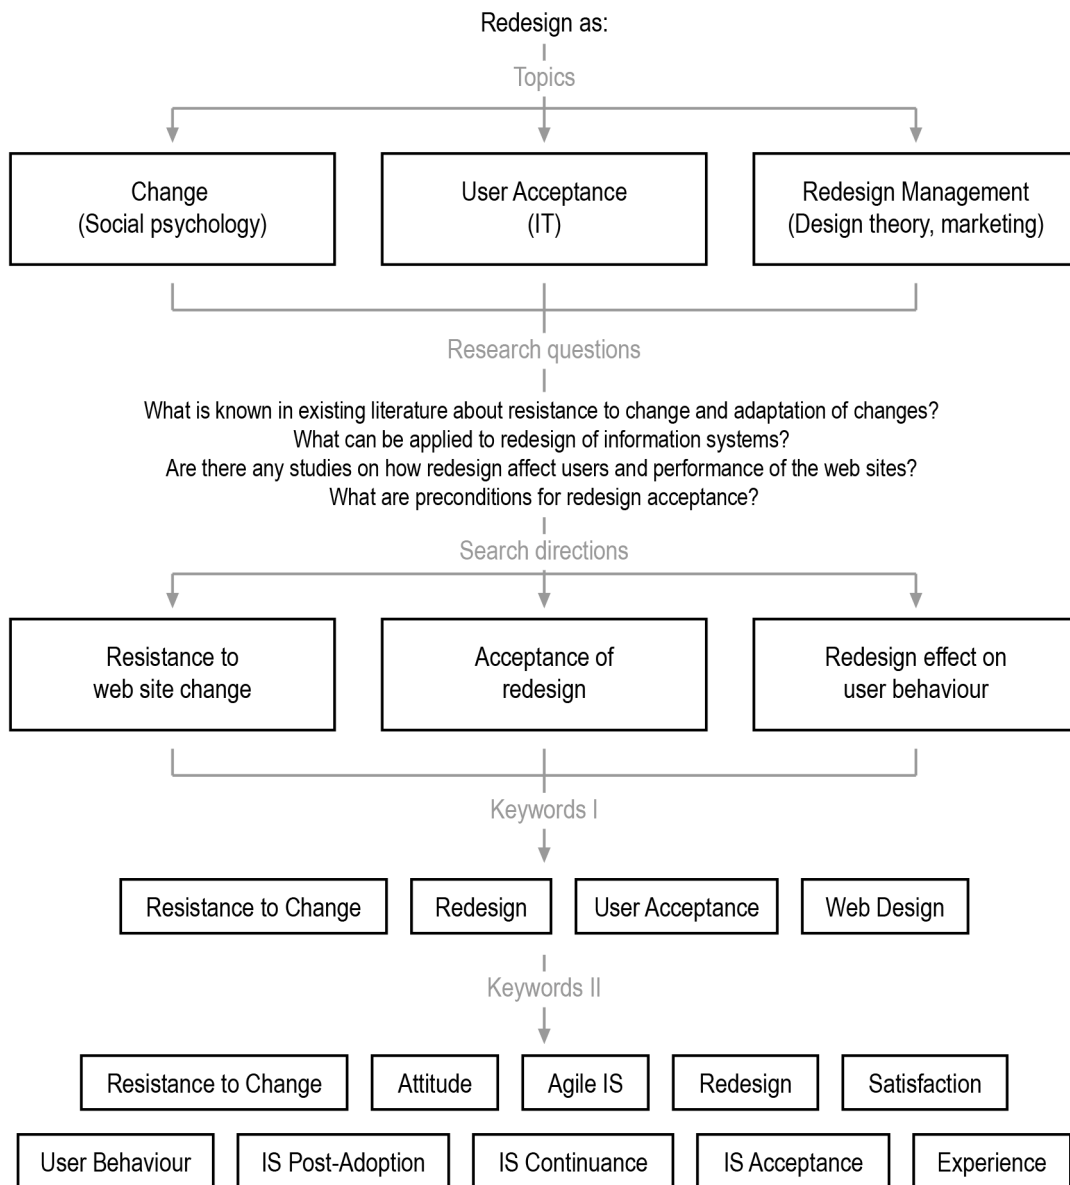 Redesign as:
Topics
Change
(Social psychology)
User Acceptance
(IT)
Redesign Management
(Design theory, marketing)
Research questions
What is known in existing literature about resistance to change and adaptation of changes?
What can be applied to redesign of information systems?
Are there any studies on how redesign affect users and performance of the web sites?
What are preconditions for redesign acceptance?
Search directions
Resistance to
web site change
Acceptance of
redesign
Redesign effect on
user behaviour
Keywords I
Resistance to Change
Redesign
User Acceptance
Web Design
Keywords II
Resistance to Change
Attitude
Agile IS
Redesign
Satisfaction
User Behaviour
IS Post-Adoption
IS Continuance
IS Acceptance
Experience